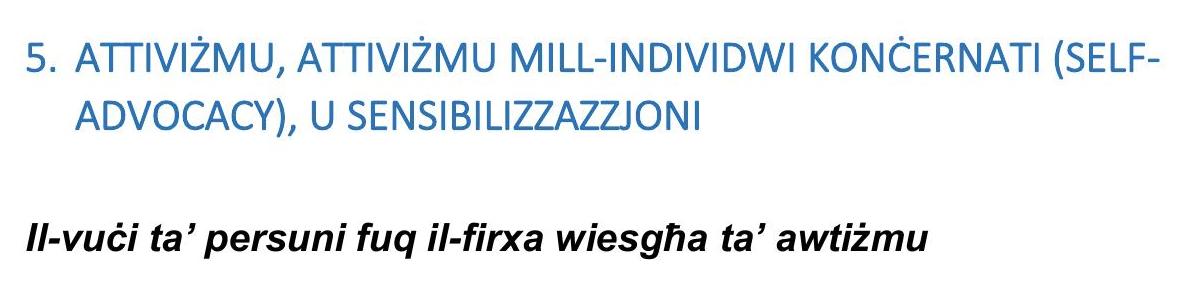 5. ATTIVIŻMU, ATTIVIŻMU MILL-INDIVIDWI KONĊERNATI (SELF-
ADVOCACY), U SENSIBILIZZAZZJONI
Il-vuċi ta’ persuni fuq il-firxa wiesgħa ta’ awtiżmu